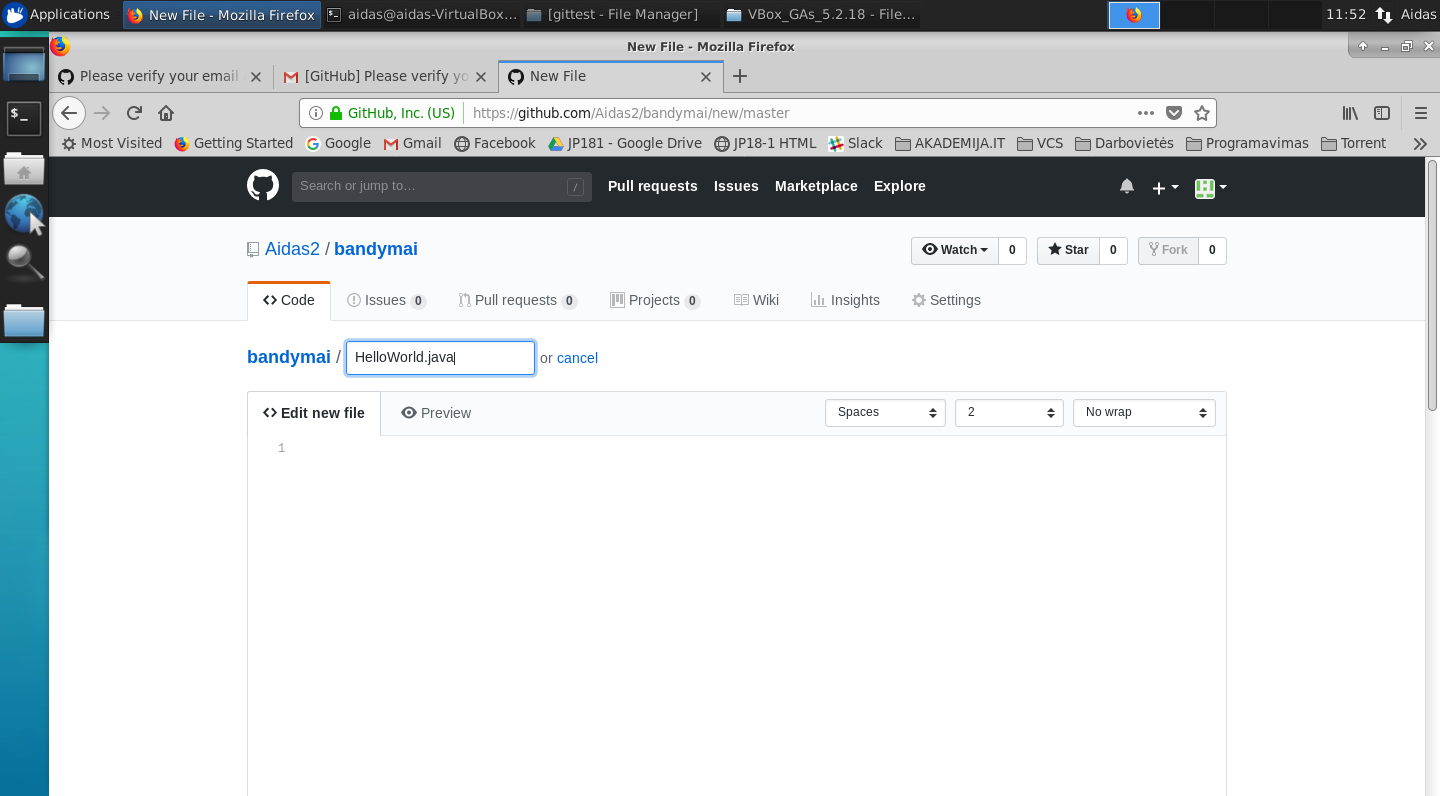 Applications New File - Mozilla Firefox aidas@aidas-VirtualBox... [gittest - File Manager] VBox_GAs_5.2.18 - File... 11:52 Aidas
New File - Mozilla Firefox
Please verify your email [GitHub] Please verify yo New File
GitHub, Inc. (US) https://github.com/Aidas2/bandymai/new/master
Most Visited Getting Started Google Gmail Facebook JP181 - Google Drive JP18-1 HTML Slack AKADEMIJA.IT VCS Darbovietės Programavimas Torrent
Search or jump to... / Pull requests Issues Marketplace Explore
Aidas2 / bandymai Watch 0 Star 0 Fork 0
Code Issues 0 Pull requests 0 Projects 0 Wiki Insights Settings
bandymai / HelloWorld.java or cancel
Edit new file Preview Spaces 2 No wrap
1